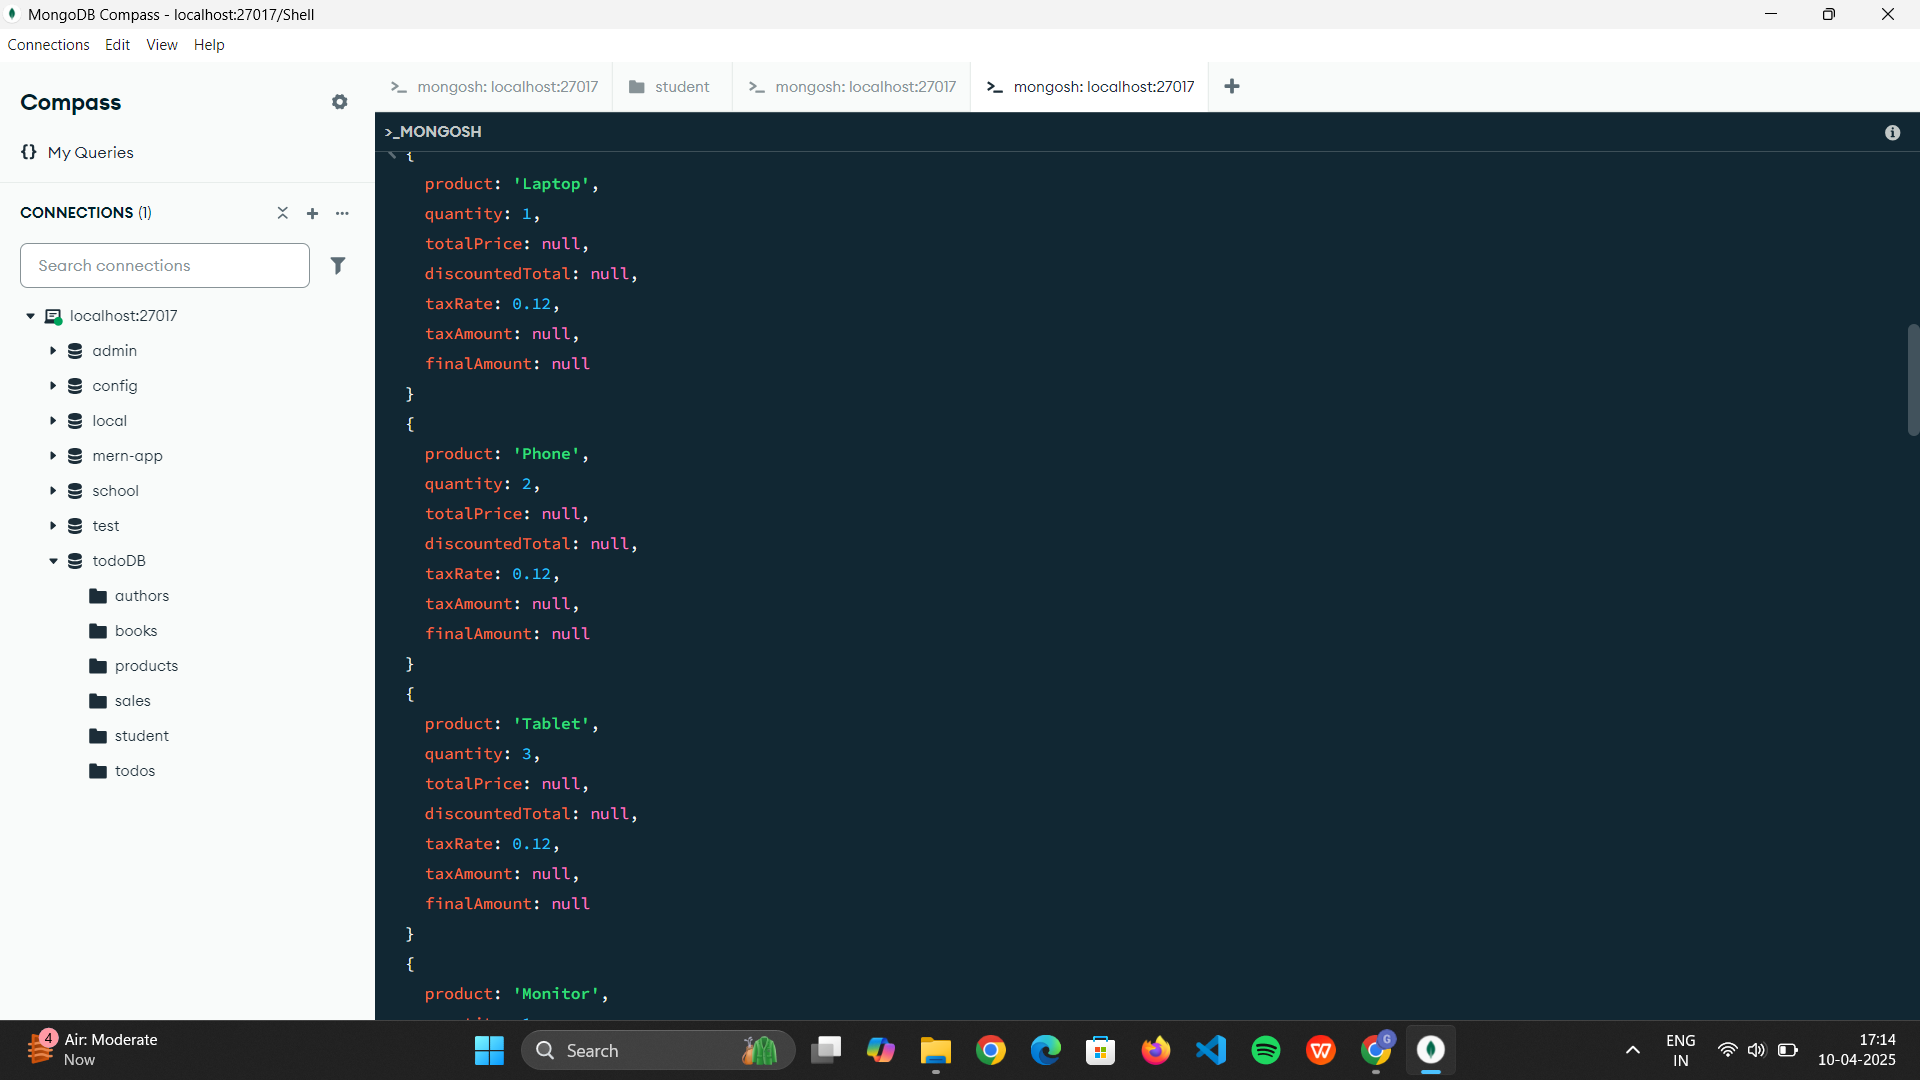 MongoDB Compass - localhost:27017/Shell
Connections Edit View Help
Compass
{} My Queries
CONNECTIONS (1)
Search connections
localhost:27017
admin
config
local
mern-app
school
test
todoDB
authors
books
products
sales
student
todos
mongosh: localhost:27017
student
mongosh: localhost:27017
mongosh: localhost:27017
>_MONGOSH
{
product: 'Laptop',
quantity: 1,
totalPrice: null,
discountedTotal: null,
taxRate: 0.12,
taxAmount: null,
finalAmount: null
}
{
product: 'Phone',
quantity: 2,
totalPrice: null,
discountedTotal: null,
taxRate: 0.12,
taxAmount: null,
finalAmount: null
}
{
product: 'Tablet',
quantity: 3,
totalPrice: null,
discountedTotal: null,
taxRate: 0.12,
taxAmount: null,
finalAmount: null
}
{
product: 'Monitor',
4
Air: Moderate
Now
Search
W
G
ENG
IN
17:14
10-04-2025